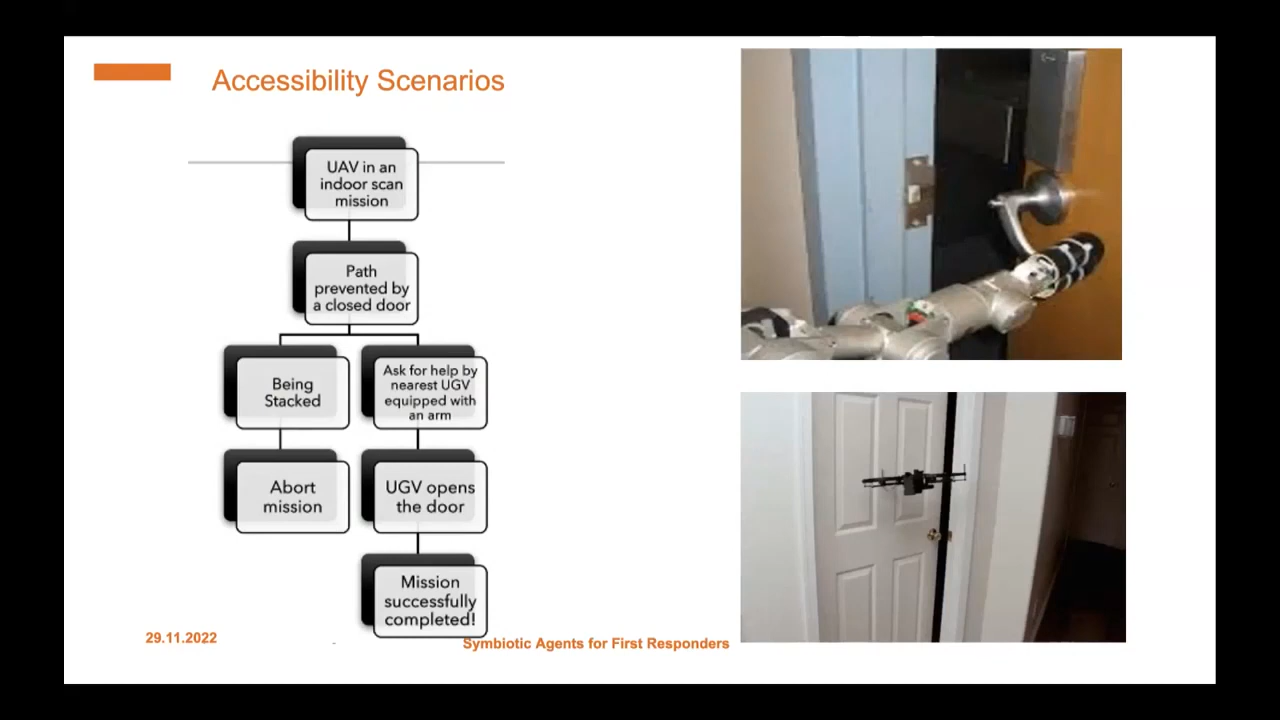 Accessibility Scenarios
UAV in an
indoor scan
mission
Path
prevented by
a closed door
Being
Stacked
Ask for help by
nearest UGV
equipped with
an arm
Abort
mission
UGV opens
the door
Mission
successfully
completed!
29.11.2022
Symbiotic Agents for First Responders